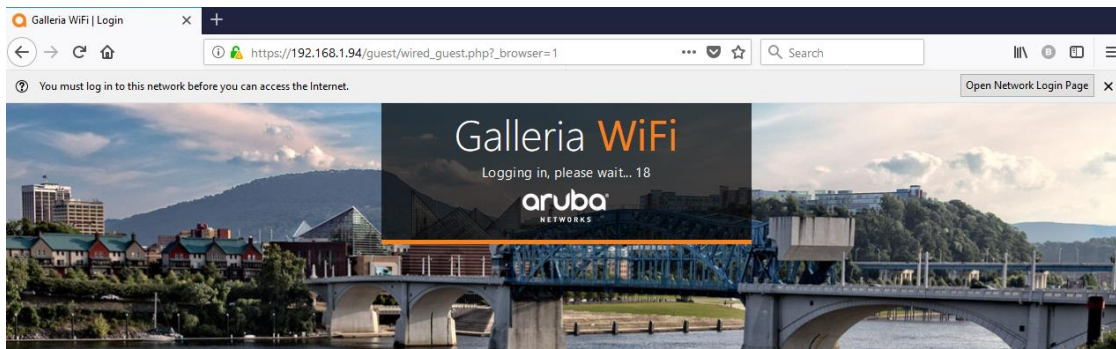 Galleria WiFi | Login
https://192.168.1.94/guest/wired_guest.php?_browser=1
Search
You must log in to this network before you can access the Internet.
Open Network Login Page
Galleria WiFi
Logging in, please wait... 18
aruba
NETWORKS